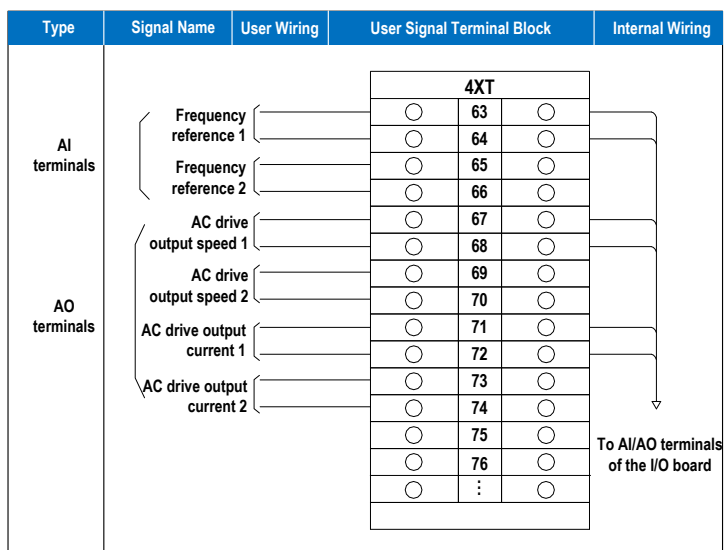 Type Signal Name User Wiring User Signal Terminal Block Internal Wiring
4XT
AI
terminals
Frequency
reference 1
63
64
Frequency
reference 2
65
66
AO
terminals
AC drive
output speed 1
67
68
AC drive
output speed 2
69
70
AC drive output
current 1
71
72
AC drive output
current 2
73
74
75
76
⋮
To AI/AO terminals
of the I/O board